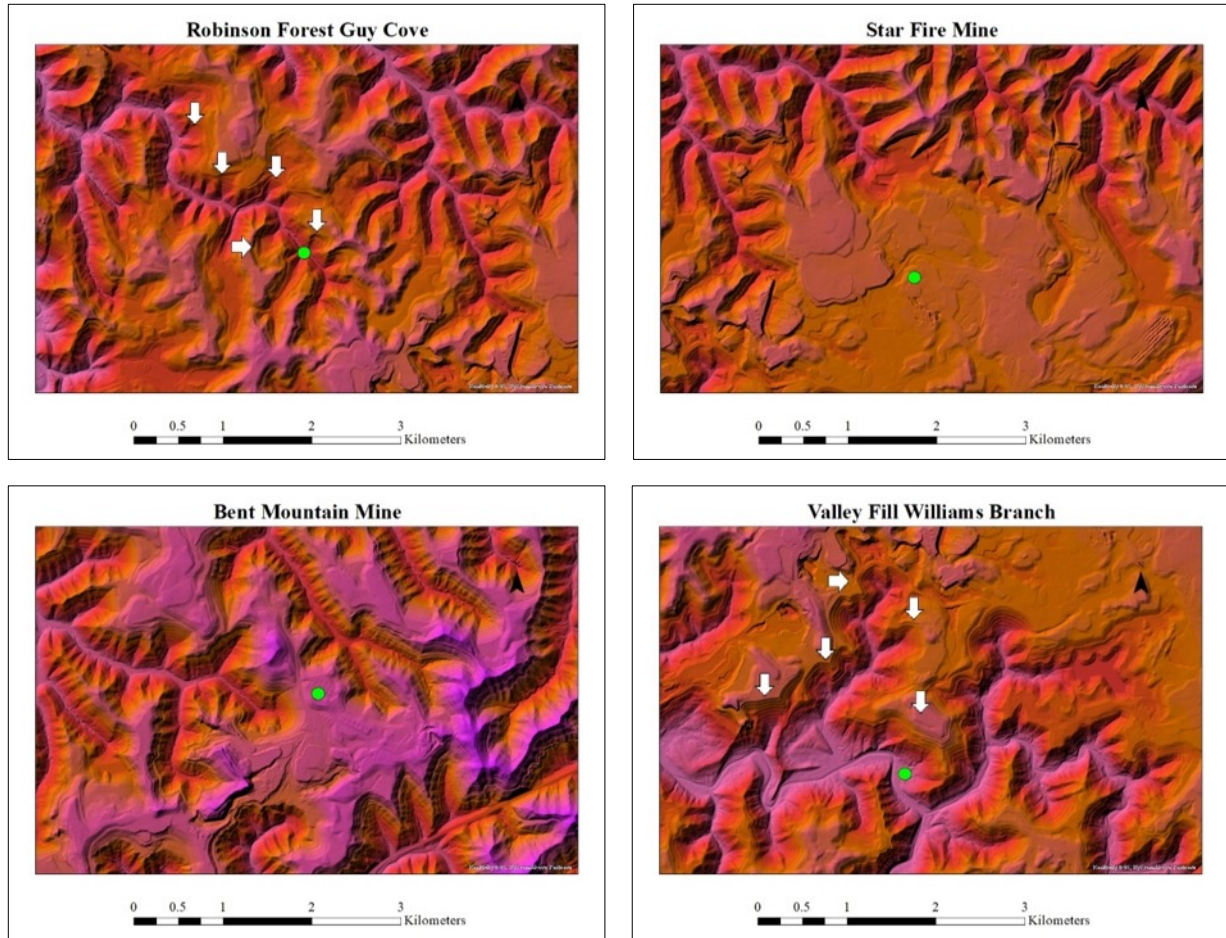 Robinson Forest Guy Cove
0 0.5 1 2 3
Kilometers
Star Fire Mine
0 0.5 1 2 3
Kilometers
Bent Mountain Mine
0 0.5 1 2 3
Kilometers
Valley Fill Williams Branch
N
0 0.5 1 2 3
Kilometers